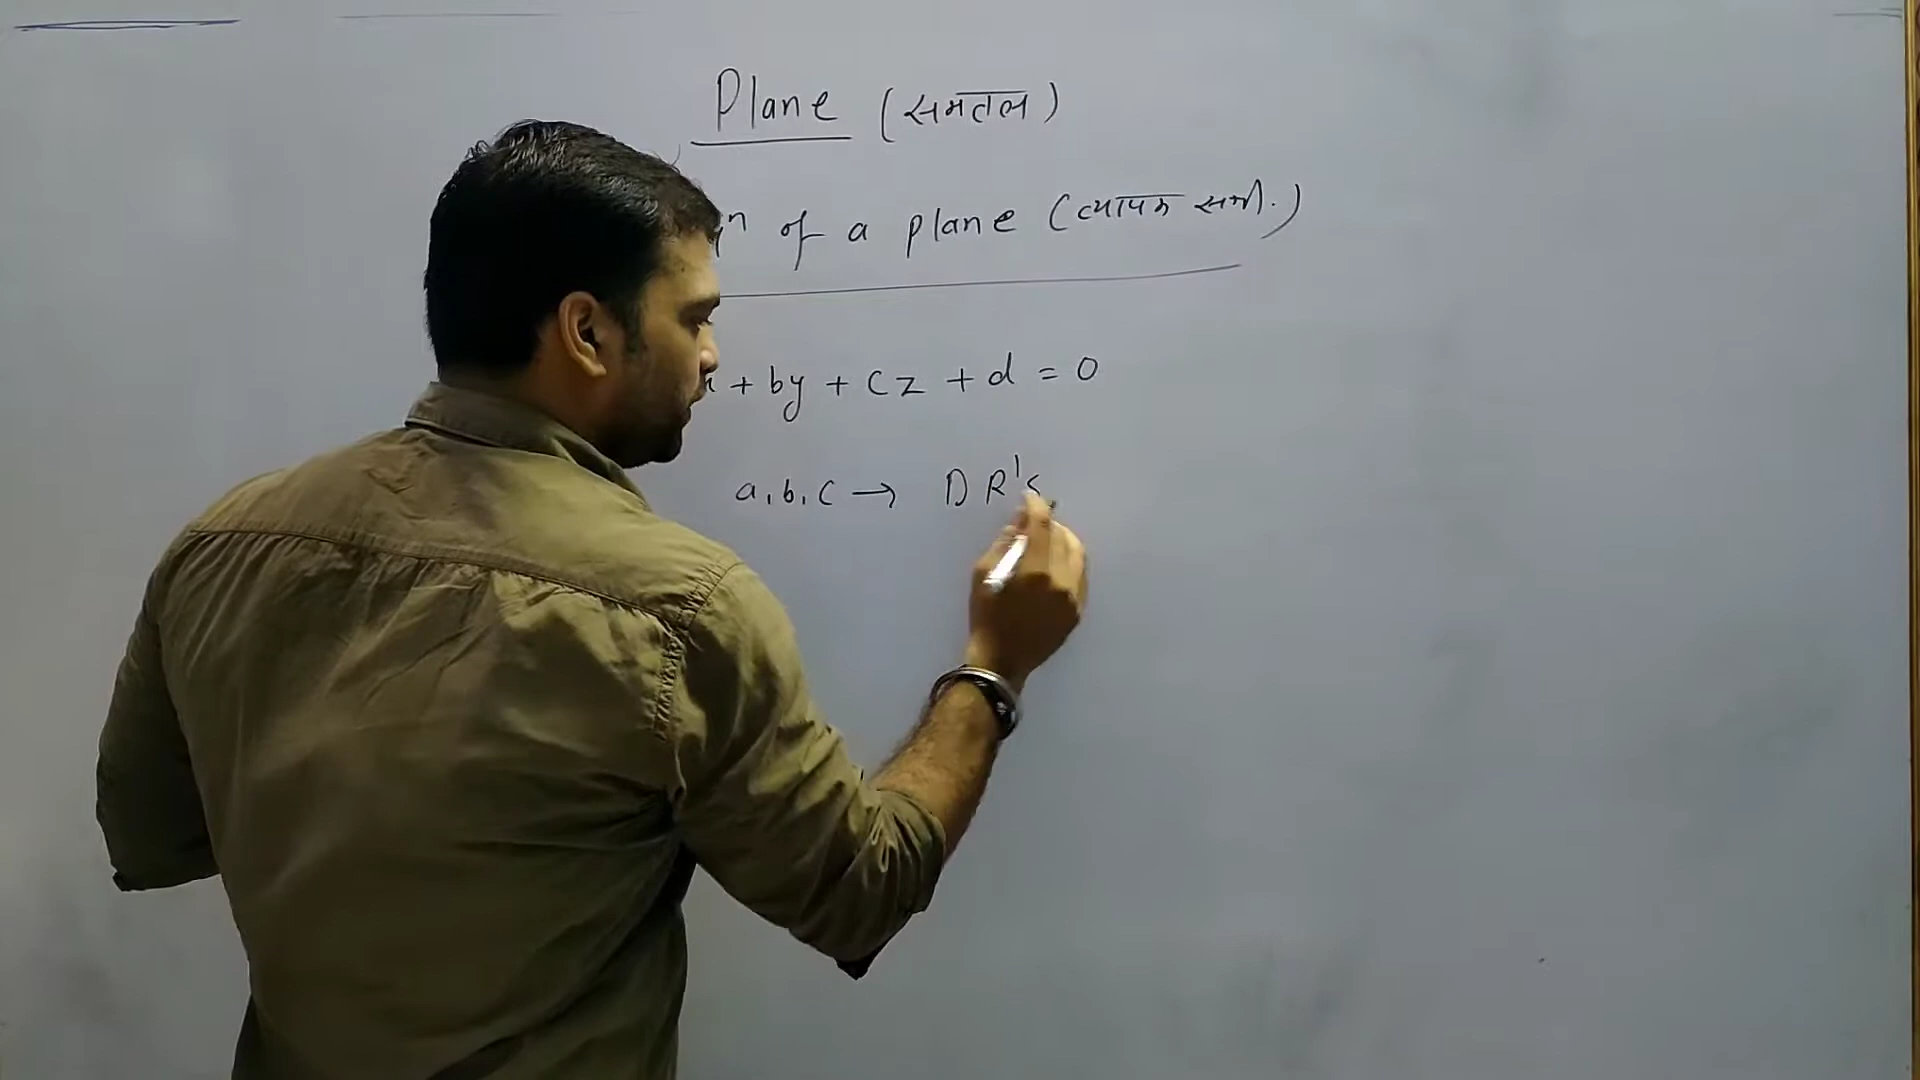 Plane (समतल)
of a plane (व्यापक समी.)
+ by + cz + d = 0
a, b, c → DR's